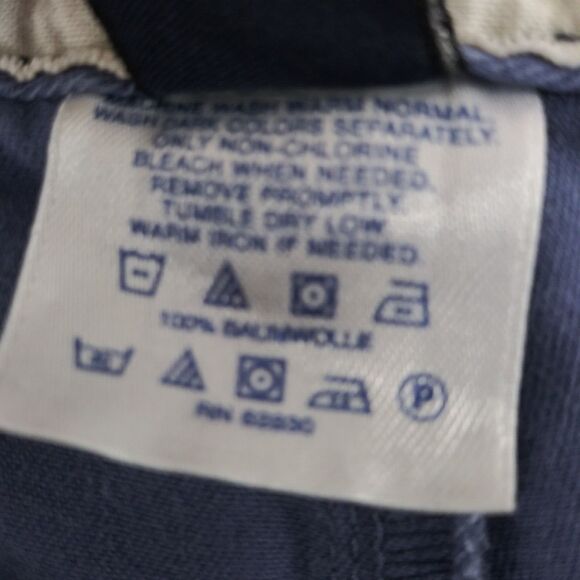 MACHINE WASH WARM NORMAL.
WASH DARK COLORS SEPARATELY.
ONLY NON-CHLORINE
BLEACH WHEN NEEDED.
REMOVE PROMPTLY.
TUMBLE DRY LOW
WARM IRON IF NEEDED.
100% BAUMWOLLE
P
RN